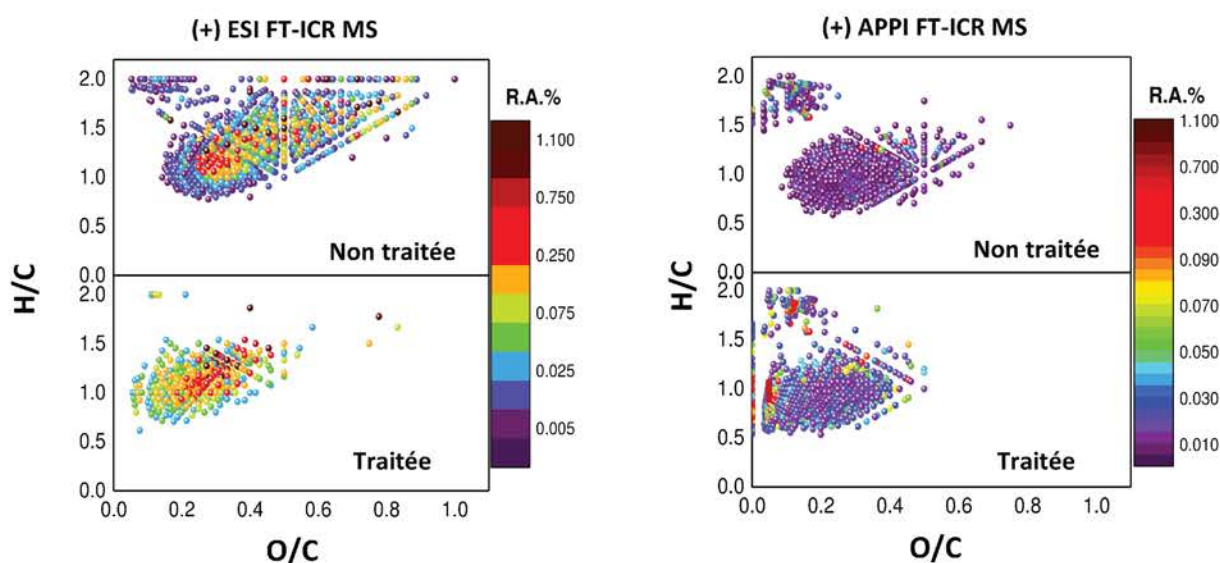 (+) ESI FT-ICR MS
2.0
1.5
1.0
0.5
0.0
Non traitée
2.0
1.5
1.0
0.5
0.0
Traitée
0.0 0.2 0.4 0.6 0.8 1.0
H/C
O/C
R.A.%
1.100
0.750
0.250
0.075
0.025
0.005
(+) APPI FT-ICR MS
2.0
1.5
1.0
0.5
0.0
Non traitée
2.0
1.5
1.0
0.5
0.0
Traitée
0.0 0.2 0.4 0.6 0.8 1.0
H/C
O/C
R.A.%
1.100
0.700
0.300
0.090
0.070
0.050
0.030
0.010